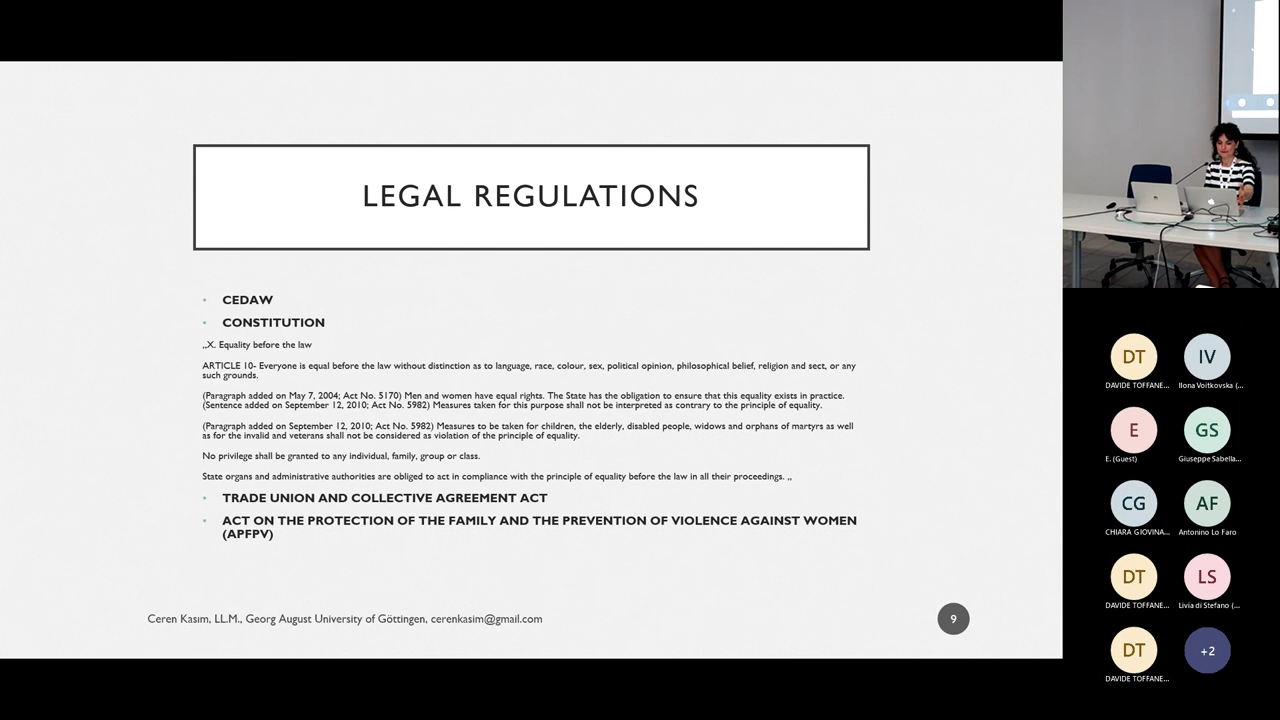 LEGAL REGULATIONS
• CEDAW
• CONSTITUTION
„X. Equality before the law
ARTICLE 10- Everyone is equal before the law without distinction as to language, race, colour, sex, political opinion, philosophical belief, religion and sect, or any
such grounds.
(Paragraph added on May 7, 2004; Act No. 5170) Men and women have equal rights. The State has the obligation to ensure that this equality exists in practice.
(Sentence added on September 12, 2010; Act No. 5982) Measures taken for this purpose shall not be interpreted as contrary to the principle of equality.
(Paragraph added on September 12, 2010; Act No. 5982) Measures to be taken for children, the elderly, disabled people, widows and orphans of martyrs as well
as for the invalid and veterans shall not be considered as violation of the principle of equality.
No privilege shall be granted to any individual, family, group or class.
State organs and administrative authorities are obliged to act in compliance with the principle of equality before the law in all their proceedings. „
• TRADE UNION AND COLLECTIVE AGREEMENT ACT
• ACT ON THE PROTECTION OF THE FAMILY AND THE PREVENTION OF VIOLENCE AGAINST WOMEN
(APFPV)
Ceren Kasım, LL.M., Georg August University of Göttingen, cerenkasim@gmail.com
9
DT IV
DAVIDE TOFFANE... Ilona Voitkovska (...
E GS
E. (Guest) Giuseppe Sabella...
CG AF
CHIARA GIOVINA... Antonino Lo Faro
DT LS
DAVIDE TOFFANE... Livia di Stefano (...
DT +2
DAVIDE TOFFANE...